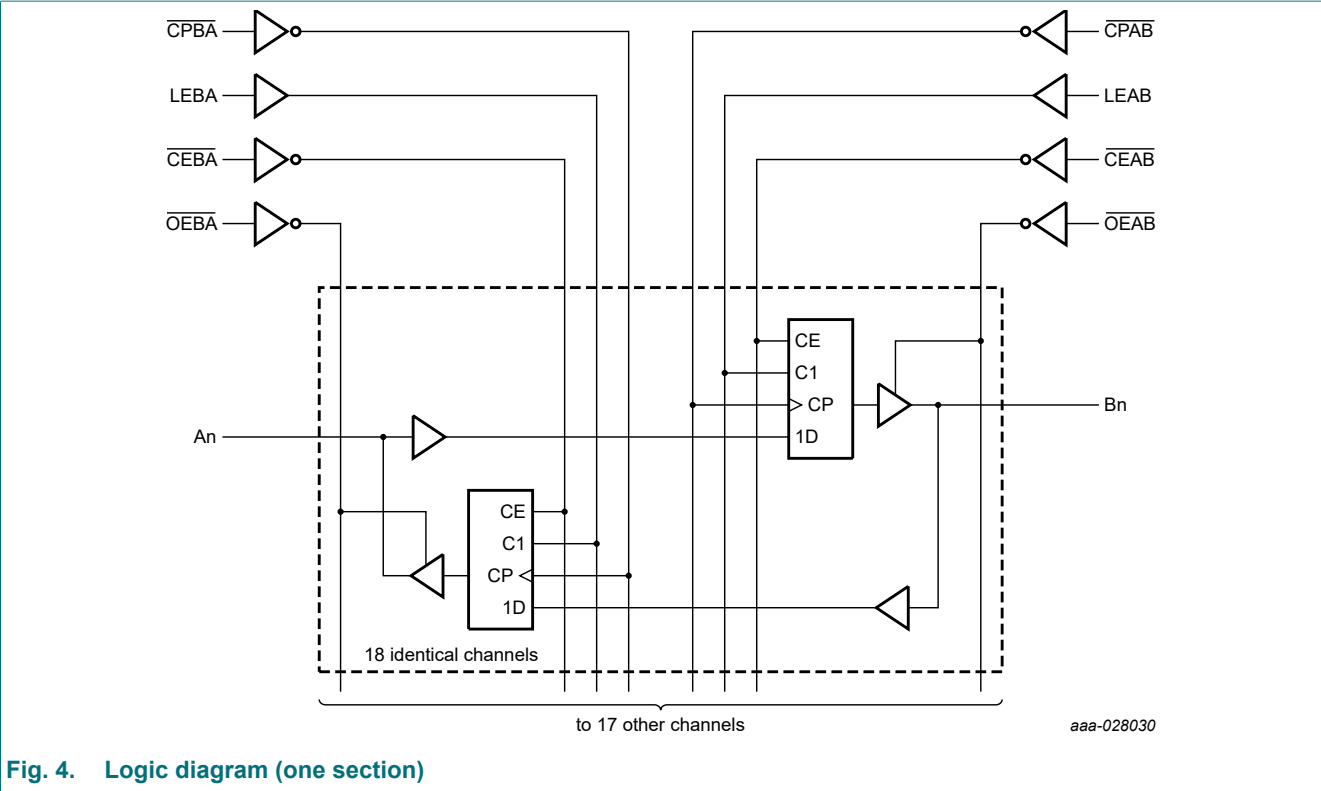 CPBA
CPAB
LEBA
LEAB
CEBA
CEAB
OEBA
OEAB
CE
C1
CP
1D
Bn
An
CE
C1
CP
1D
18 identical channels
to 17 other channels
aaa-028030
Fig. 4. Logic diagram (one section)